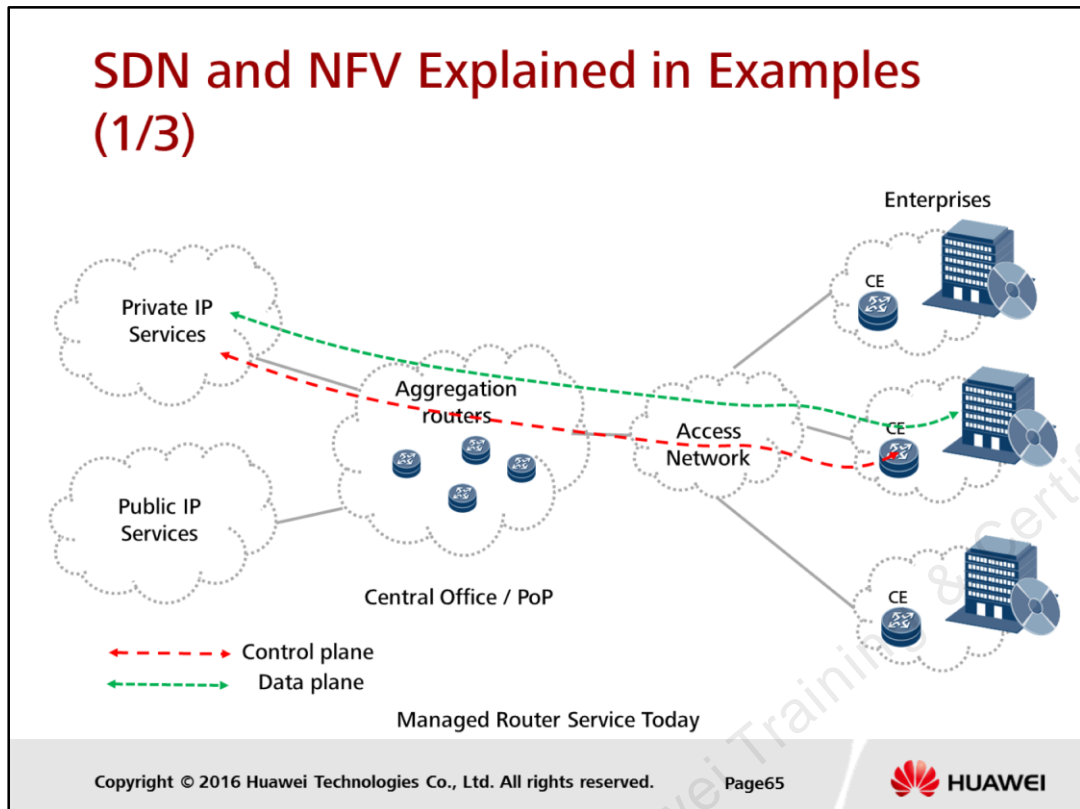 SDN and NFV Explained in Examples
(1/3)
Enterprises
CE
Private IP
Services
Aggregation
routers
CE
Access
Network
Public IP
Services
CE
Central Office / PoP
Control plane
Data plane
Managed Router Service Today
Copyright © 2016 Huawei Technologies Co., Ltd. All rights reserved.
Page65
HUAWEI